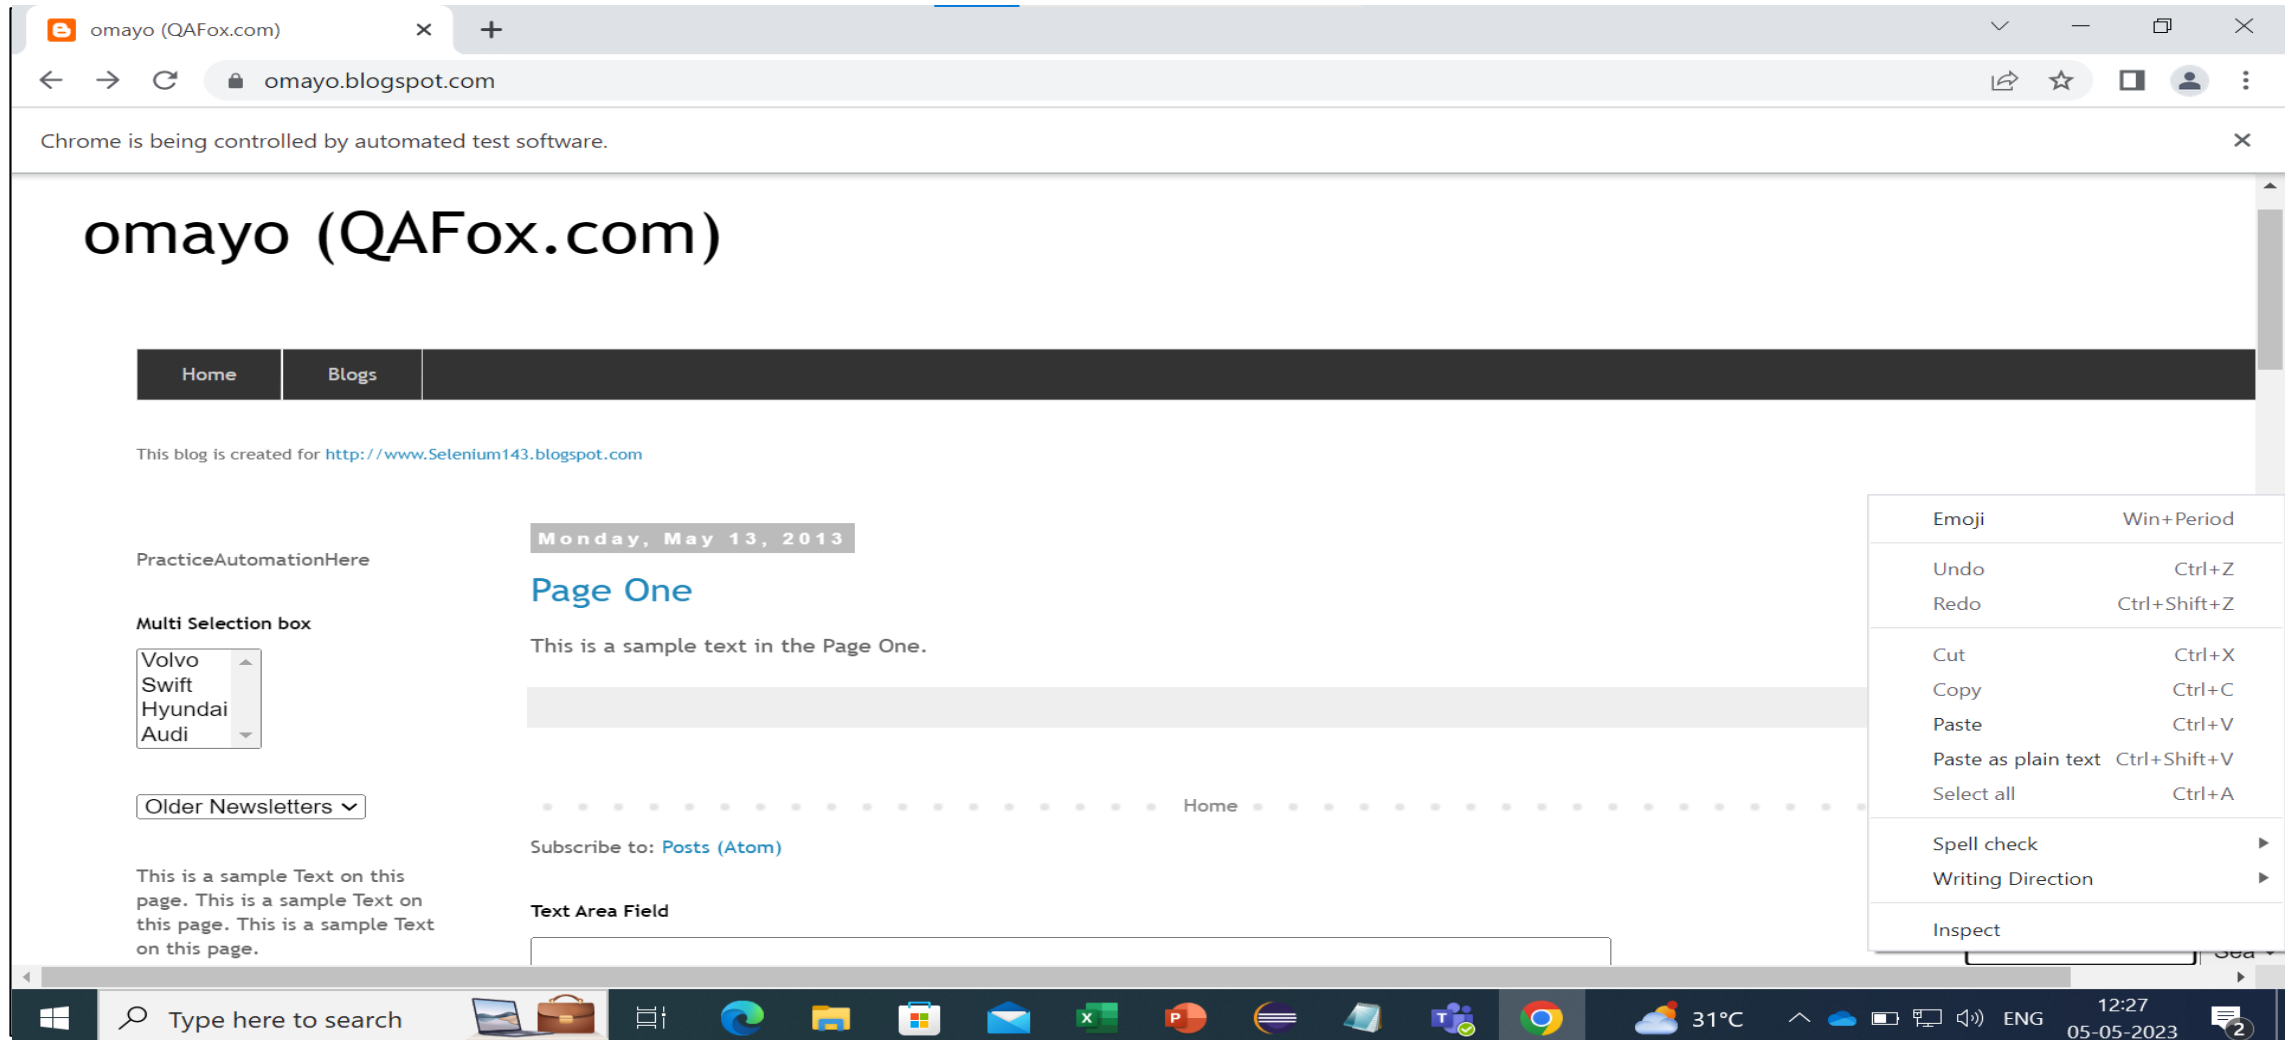 omayo (QAFox.com)
omayo.blogspot.com
Chrome is being controlled by automated test software.
omayo (QAFox.com)
Home
Blogs
This blog is created for http://www.Selenium143.blogspot.com
PracticeAutomationHere
Multi Selection box
Volvo
Swift
Hyundai
Audi
Older Newsletters
This is a sample Text on this
page. This is a sample Text on
this page. This is a sample Text
on this page.
Monday, May 13, 2013
Page One
This is a sample text in the Page One.
Home
Subscribe to: Posts (Atom)
Text Area Field
Emoji Win+Period
Undo Ctrl+Z
Redo Ctrl+Shift+Z
Cut Ctrl+X
Copy Ctrl+C
Paste Ctrl+V
Paste as plain text Ctrl+Shift+V
Select all Ctrl+A
Spell check
Writing Direction
Inspect
Type here to search
31°C
ENG
12:27
05-05-2023
2